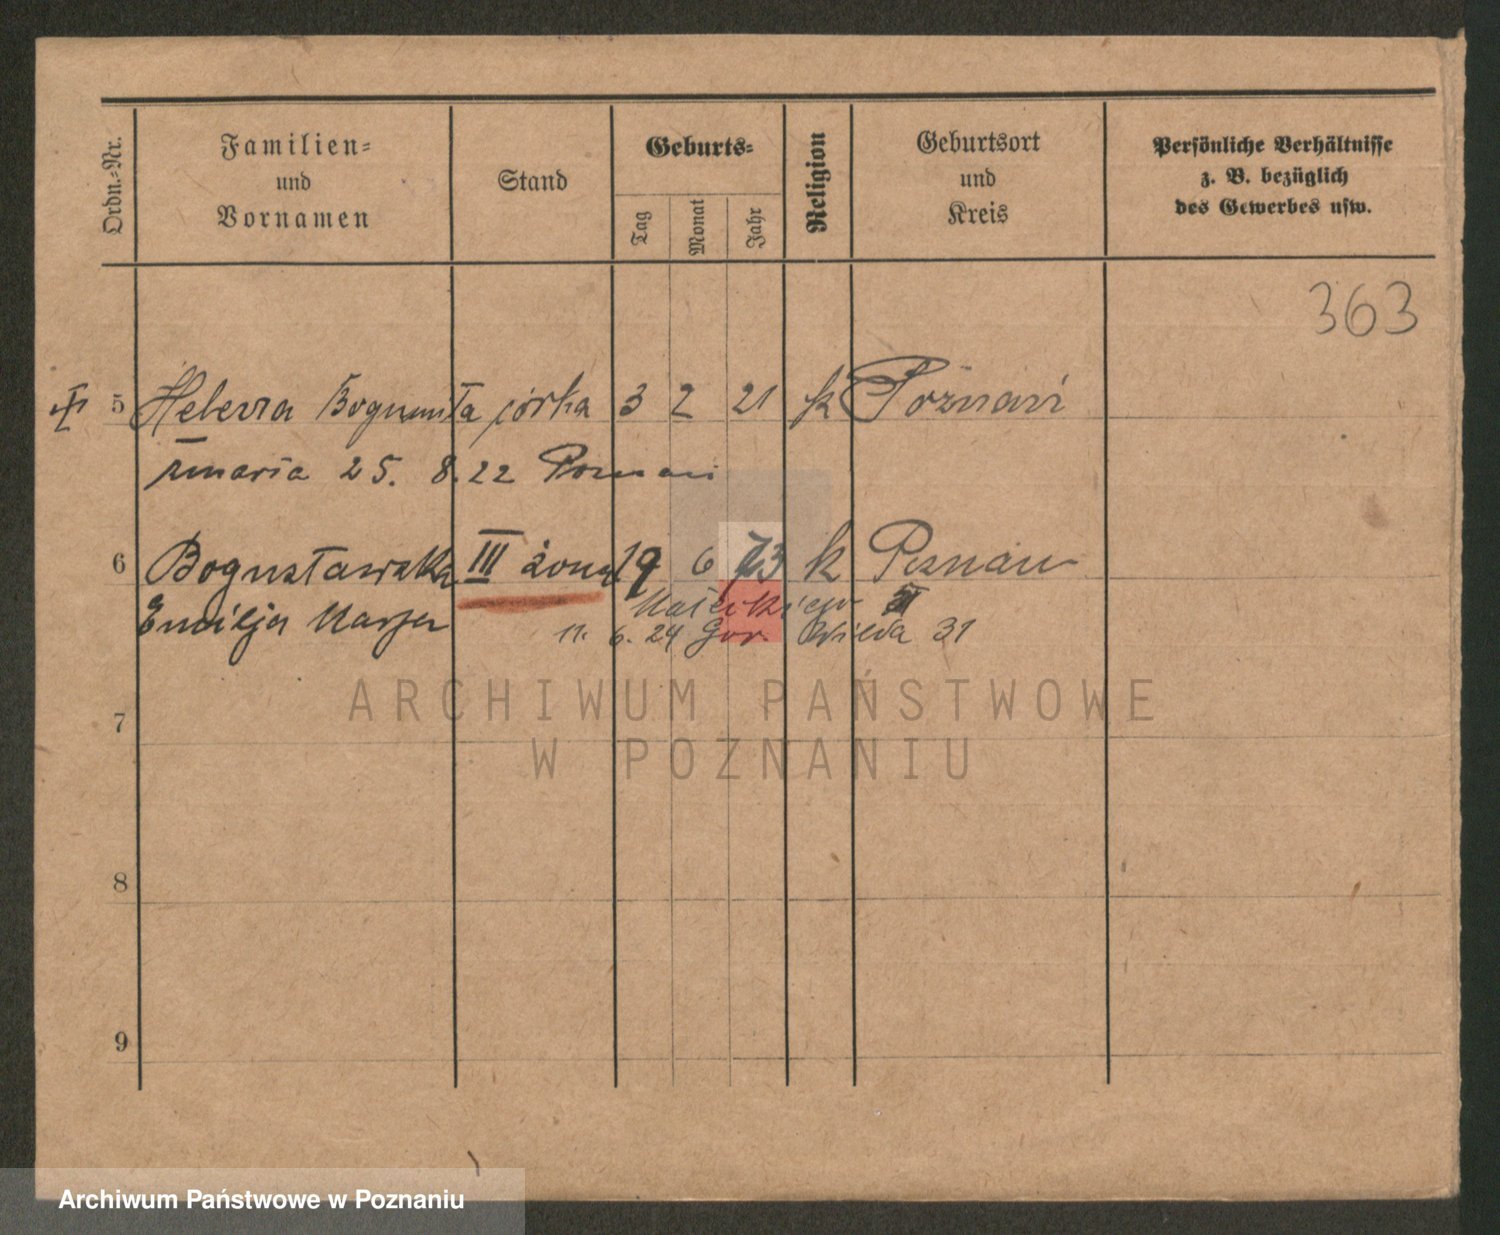 Ordn.-Nr.
Familien-
und
Vornamen
Stand
Geburts-
Tag
Monat
Jahr
Religion
Geburtsort
und
Kreis
Persönliche Verhältnisse
z. B. bezüglich
des Gewerbes usw.
363
5 Helena Bogumiła córka 3 2 21 k Poznań
zmarła 25. 8. 22 Poznań
6 Bogusławska III żona 19 6 73 k Poznań
Emilja Marja
11. 6. 24 Gór. Wilda 31
7
8
9
ARCHIWUM PAŃSTWOWE
W POZNANIU
Archiwum Państwowe w Poznaniu